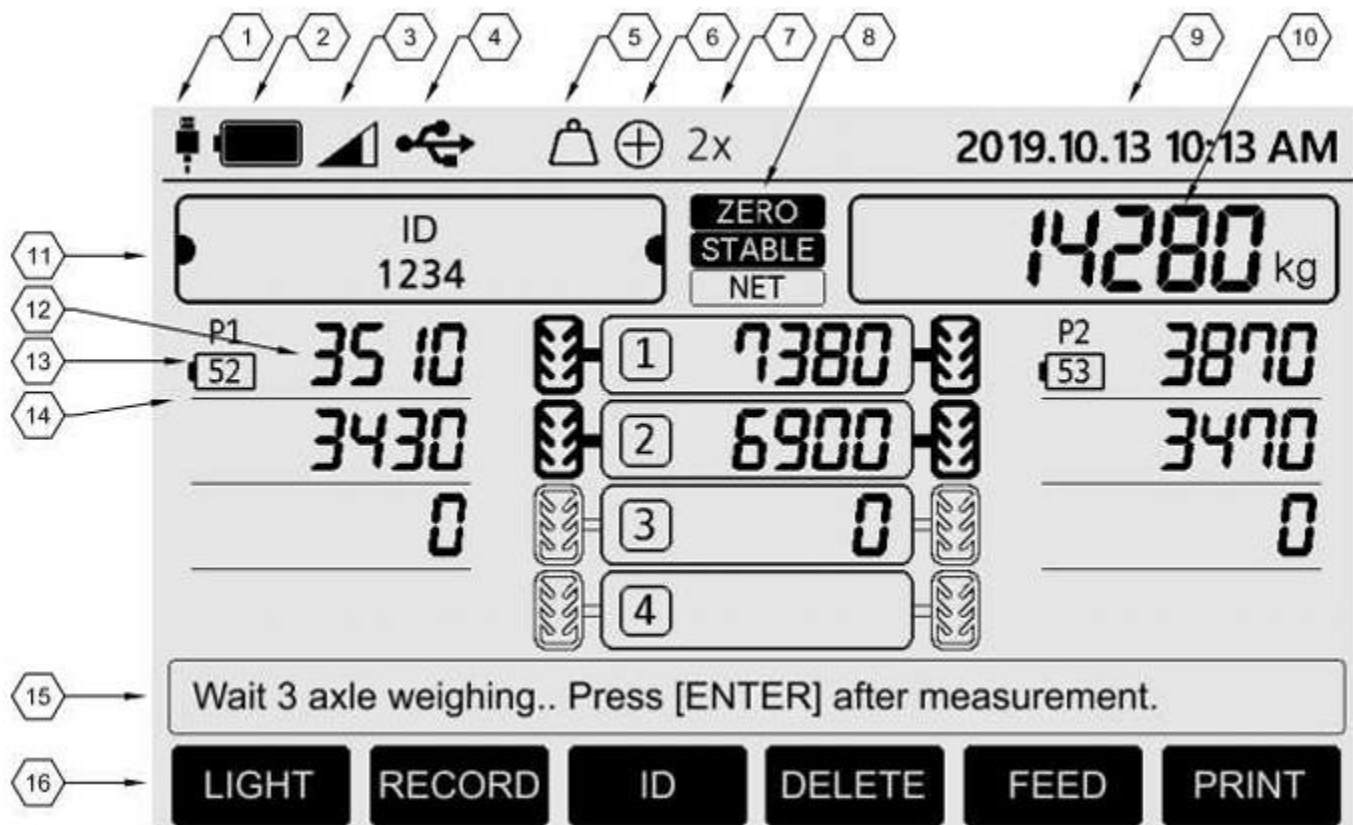 1 2 3 4 5 6 7 8 9 10
2x 2019.10.13 10:13 AM
11 ID ZERO 14280 kg
1234 STABLE
NET
12 P1 3510 1 7380 P2 3870
13 52 53
14
3430 2 6900 3470
0 3 0 0
4
15 Wait 3 axle weighing.. Press [ENTER] after measurement.
16 LIGHT RECORD ID DELETE FEED PRINT